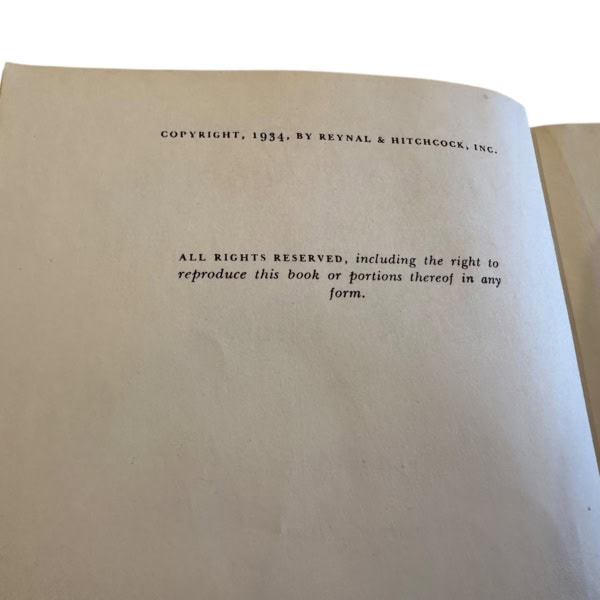 COPYRIGHT, 1934, BY REYNAL & HITCHCOCK, INC.
ALL RIGHTS RESERVED, including the right to
reproduce this book or portions thereof in any
form.